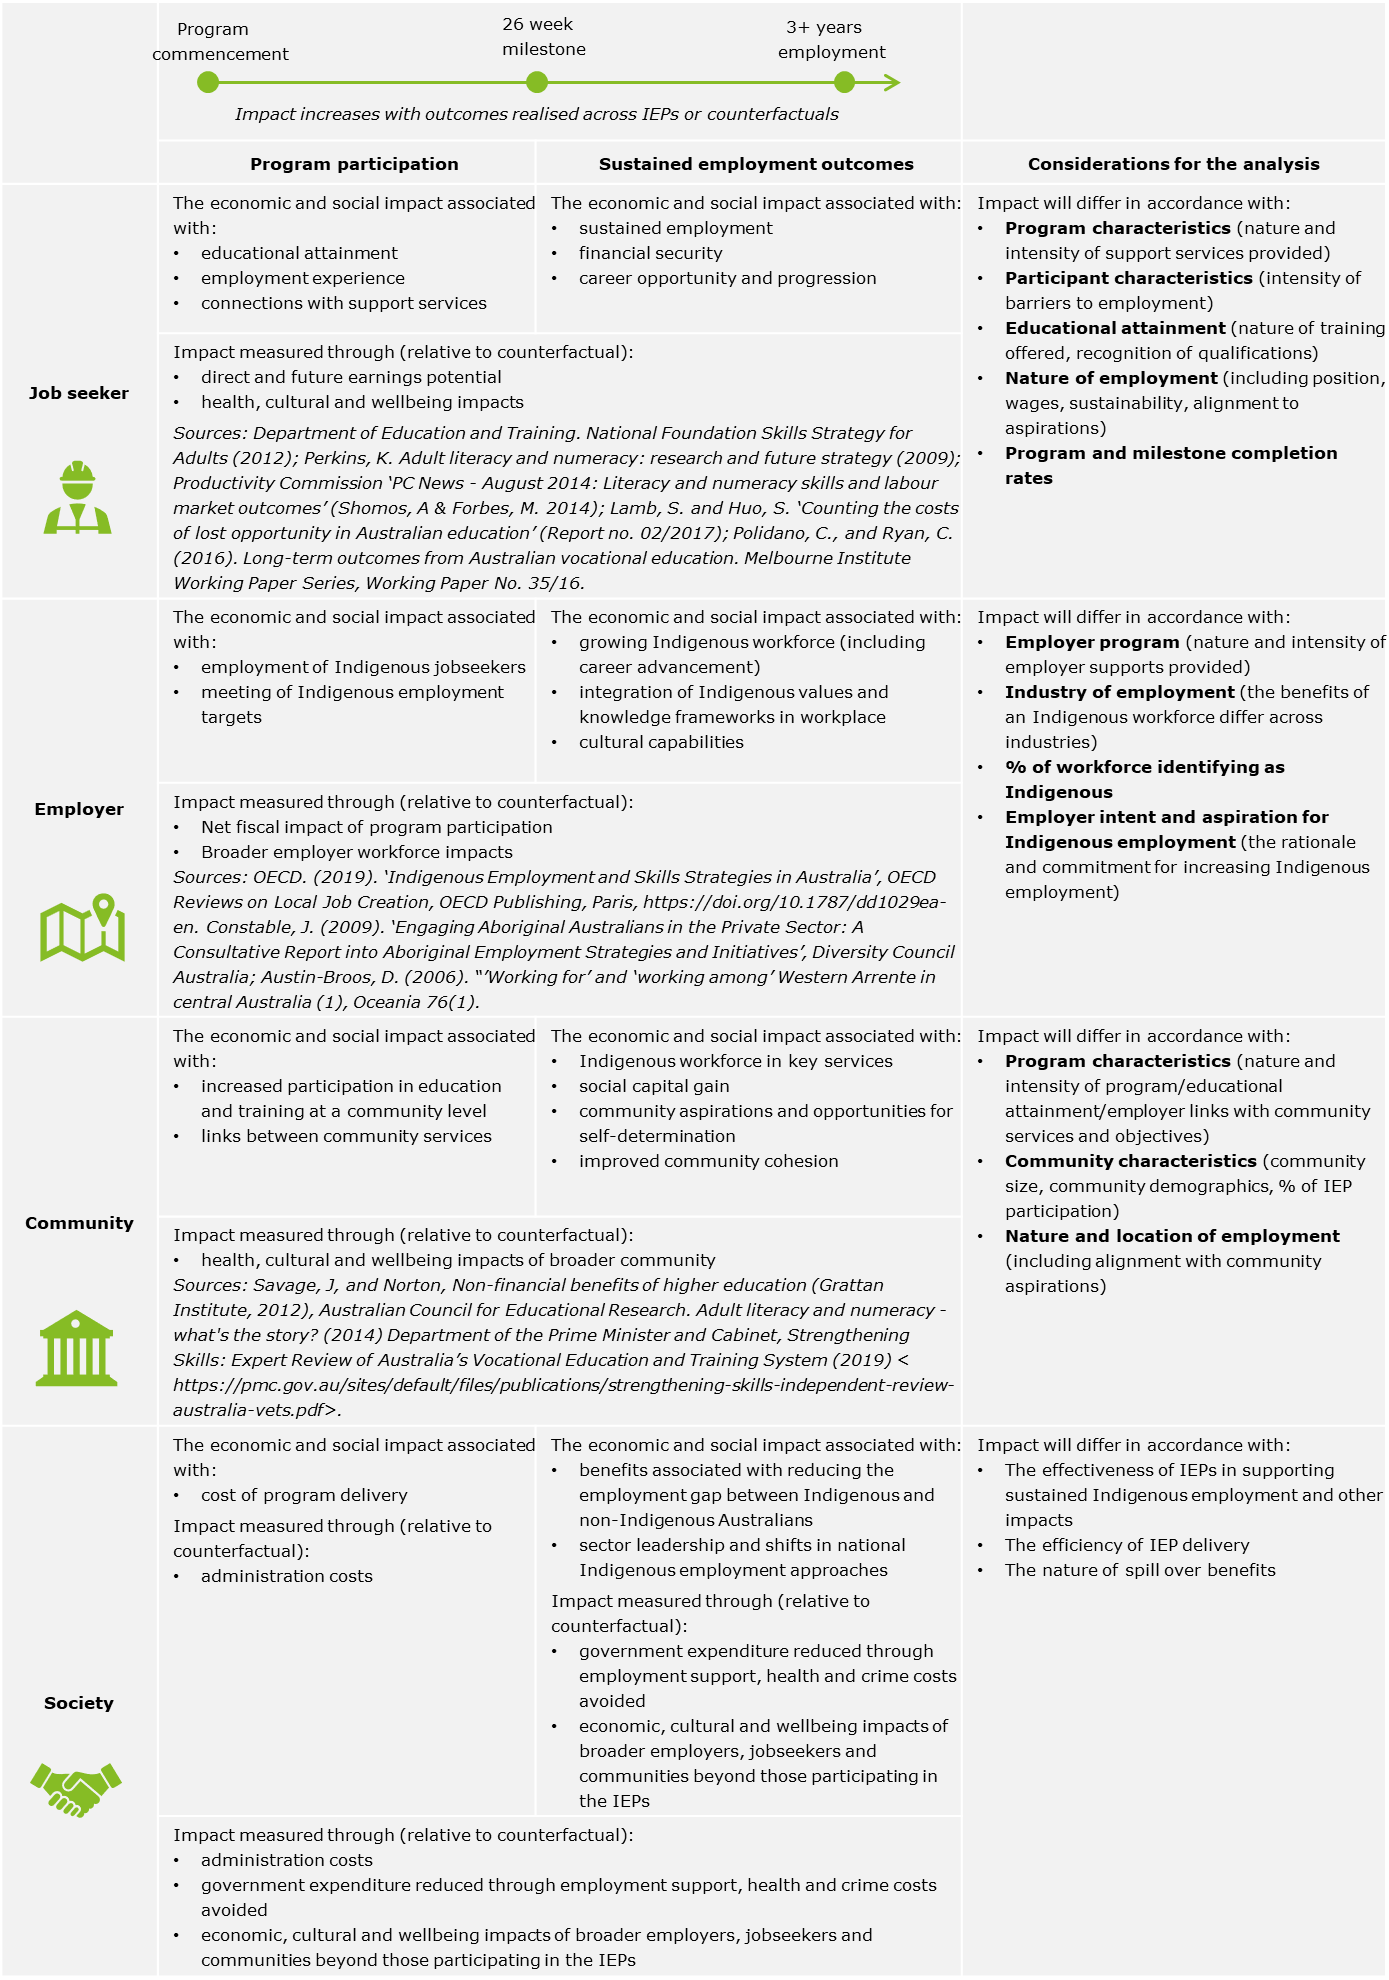 Program
commencement
26 week
milestone
3+ years
employment
Impact increases with outcomes realised across IEPs or counterfactuals
Program participation
Sustained employment outcomes
Considerations for the analysis
Job seeker
The economic and social impact associated
with:
• educational attainment
• employment experience
• connections with support services
The economic and social impact associated with:
• sustained employment
• financial security
• career opportunity and progression
Impact measured through (relative to counterfactual):
• direct and future earnings potential
• health, cultural and wellbeing impacts
Sources: Department of Education and Training. National Foundation Skills Strategy for
Adults (2012); Perkins, K. Adult literacy and numeracy: research and future strategy (2009);
Productivity Commission ‘PC News - August 2014: Literacy and numeracy skills and labour
market outcomes’ (Shomos, A & Forbes, M. 2014); Lamb, S. and Huo, S. ‘Counting the costs
of lost opportunity in Australian education’ (Report no. 02/2017); Polidano, C., and Ryan, C.
(2016). Long-term outcomes from Australian vocational education. Melbourne Institute
Working Paper Series, Working Paper No. 35/16.
Impact will differ in accordance with:
• Program characteristics (nature and
intensity of support services provided)
• Participant characteristics (intensity of
barriers to employment)
• Educational attainment (nature of training
offered, recognition of qualifications)
• Nature of employment (including position,
wages, sustainability, alignment to
aspirations)
• Program and milestone completion
rates
Employer
The economic and social impact associated
with:
• employment of Indigenous jobseekers
• meeting of Indigenous employment
targets
The economic and social impact associated with:
• growing Indigenous workforce (including
career advancement)
• integration of Indigenous values and
knowledge frameworks in workplace
• cultural capabilities
Impact measured through (relative to counterfactual):
• Net fiscal impact of program participation
• Broader employer workforce impacts
Sources: OECD. (2019). ‘Indigenous Employment and Skills Strategies in Australia’, OECD
Reviews on Local Job Creation, OECD Publishing, Paris, https://doi.org/10.1787/dd1029ea-
en. Constable, J. (2009). ‘Engaging Aboriginal Australians in the Private Sector: A
Consultative Report into Aboriginal Employment Strategies and Initiatives’, Diversity Council
Australia; Austin-Broos, D. (2006). “’Working for’ and ‘working among’ Western Arrente in
central Australia (1), Oceania 76(1).
Impact will differ in accordance with:
• Employer program (nature and intensity of
employer supports provided)
• Industry of employment (the benefits of
an Indigenous workforce differ across
industries)
• % of workforce identifying as
Indigenous
• Employer intent and aspiration for
Indigenous employment (the rationale
and commitment for increasing Indigenous
employment)
Community
The economic and social impact associated
with:
• increased participation in education
and training at a community level
• links between community services
The economic and social impact associated with:
• Indigenous workforce in key services
• social capital gain
• community aspirations and opportunities for
self-determination
• improved community cohesion
Impact measured through (relative to counterfactual):
• health, cultural and wellbeing impacts of broader community
Sources: Savage, J, and Norton, Non-financial benefits of higher education (Grattan
Institute, 2012), Australian Council for Educational Research. Adult literacy and numeracy -
what's the story? (2014) Department of the Prime Minister and Cabinet, Strengthening
Skills: Expert Review of Australia’s Vocational Education and Training System (2019) <
https://pmc.gov.au/sites/default/files/publications/strengthening-skills-independent-review-
australia-vets.pdf>.
Impact will differ in accordance with:
• Program characteristics (nature and
intensity of program/educational
attainment/employer links with community
services and objectives)
• Community characteristics (community
size, community demographics, % of IEP
participation)
• Nature and location of employment
(including alignment with community
aspirations)
Society
The economic and social impact associated
with:
• cost of program delivery
Impact measured through (relative to
counterfactual):
• administration costs
The economic and social impact associated with:
• benefits associated with reducing the
employment gap between Indigenous and
non-Indigenous Australians
• sector leadership and shifts in national
Indigenous employment approaches
Impact measured through (relative to
counterfactual):
• government expenditure reduced through
employment support, health and crime costs
avoided
• economic, cultural and wellbeing impacts of
broader employers, jobseekers and
communities beyond those participating in
the IEPs
Impact measured through (relative to counterfactual):
• administration costs
• government expenditure reduced through employment support, health and crime costs
avoided
• economic, cultural and wellbeing impacts of broader employers, jobseekers and
communities beyond those participating in the IEPs
Impact will differ in accordance with:
• The effectiveness of IEPs in supporting
sustained Indigenous employment and other
impacts
• The efficiency of IEP delivery
• The nature of spill over benefits